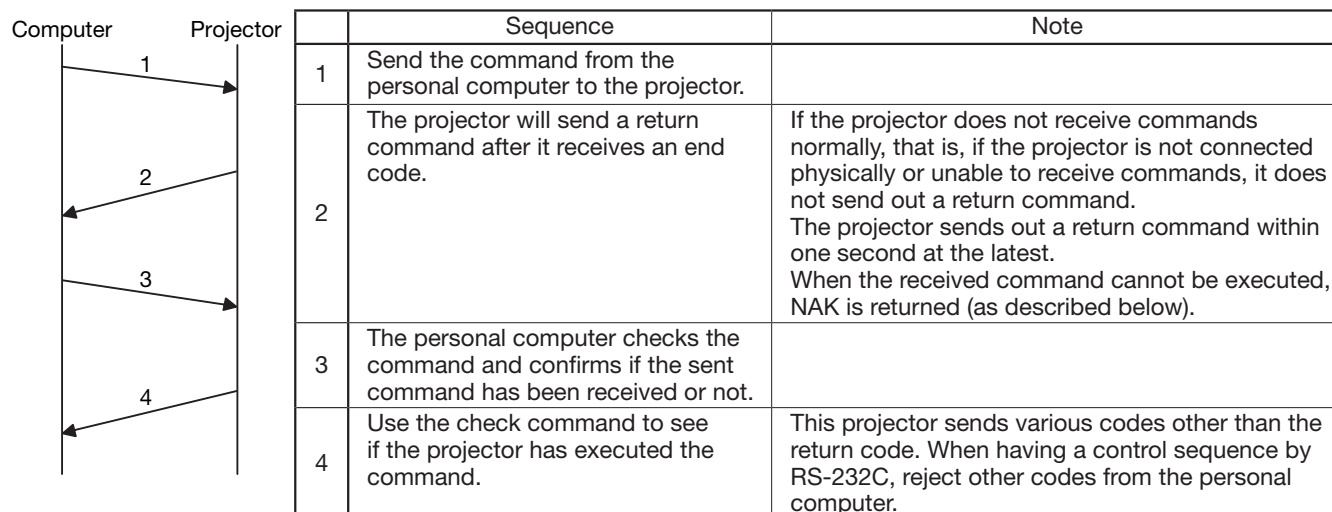 Computer Projector
1
2
3
4
Sequence Note
1
Send the command from the
personal computer to the projector.
2
The projector will send a return
command after it receives an end
code.
If the projector does not receive commands
normally, that is, if the projector is not connected
physically or unable to receive commands, it does
not send out a return command.
The projector sends out a return command within
one second at the latest.
When the received command cannot be executed,
NAK is returned (as described below).
3
The personal computer checks the
command and confirms if the sent
command has been received or not.
4
Use the check command to see
if the projector has executed the
command.
This projector sends various codes other than the
return code. When having a control sequence by
RS-232C, reject other codes from the personal
computer.